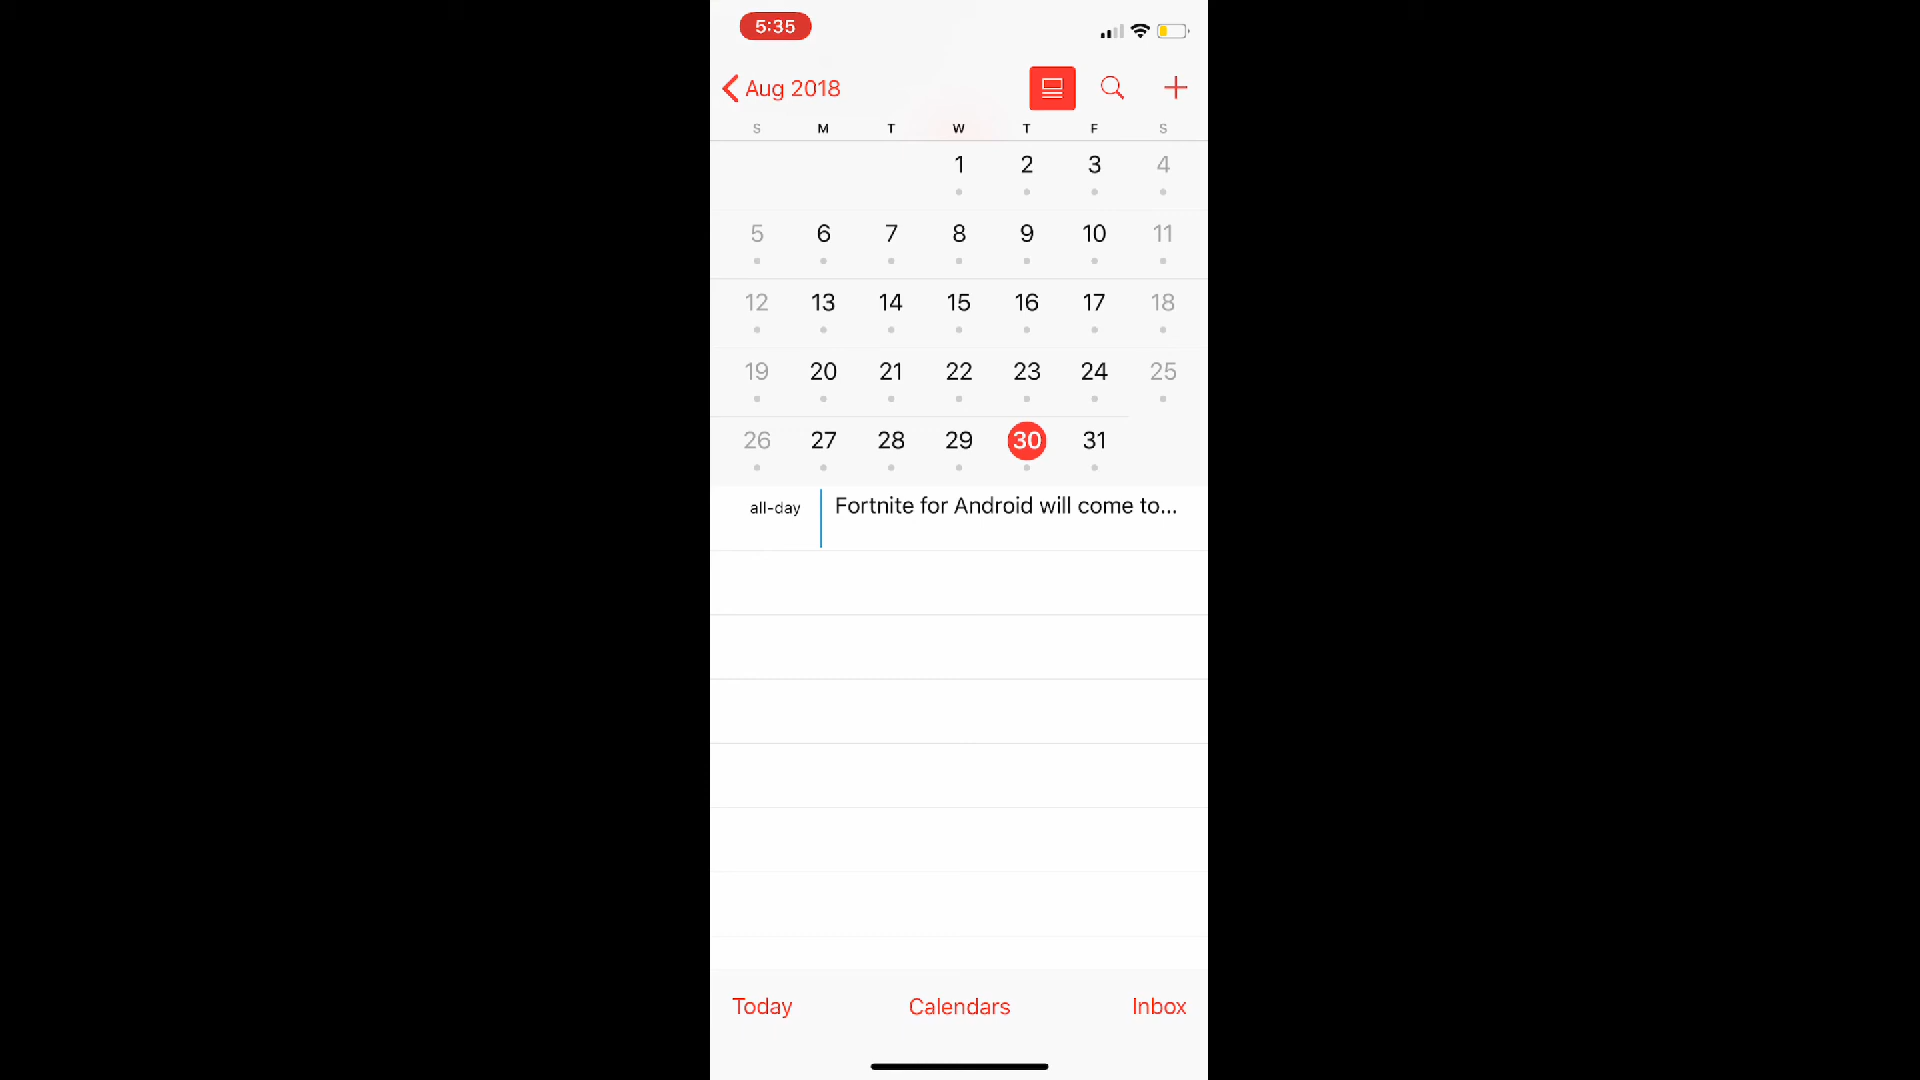 5:35
Aug 2018
S M T W T F S
1 2 3 4
5 6 7 8 9 10 11
12 13 14 15 16 17 18
19 20 21 22 23 24 25
26 27 28 29 30 31
all-day Fortnite for Android will come to...
Today Calendars Inbox